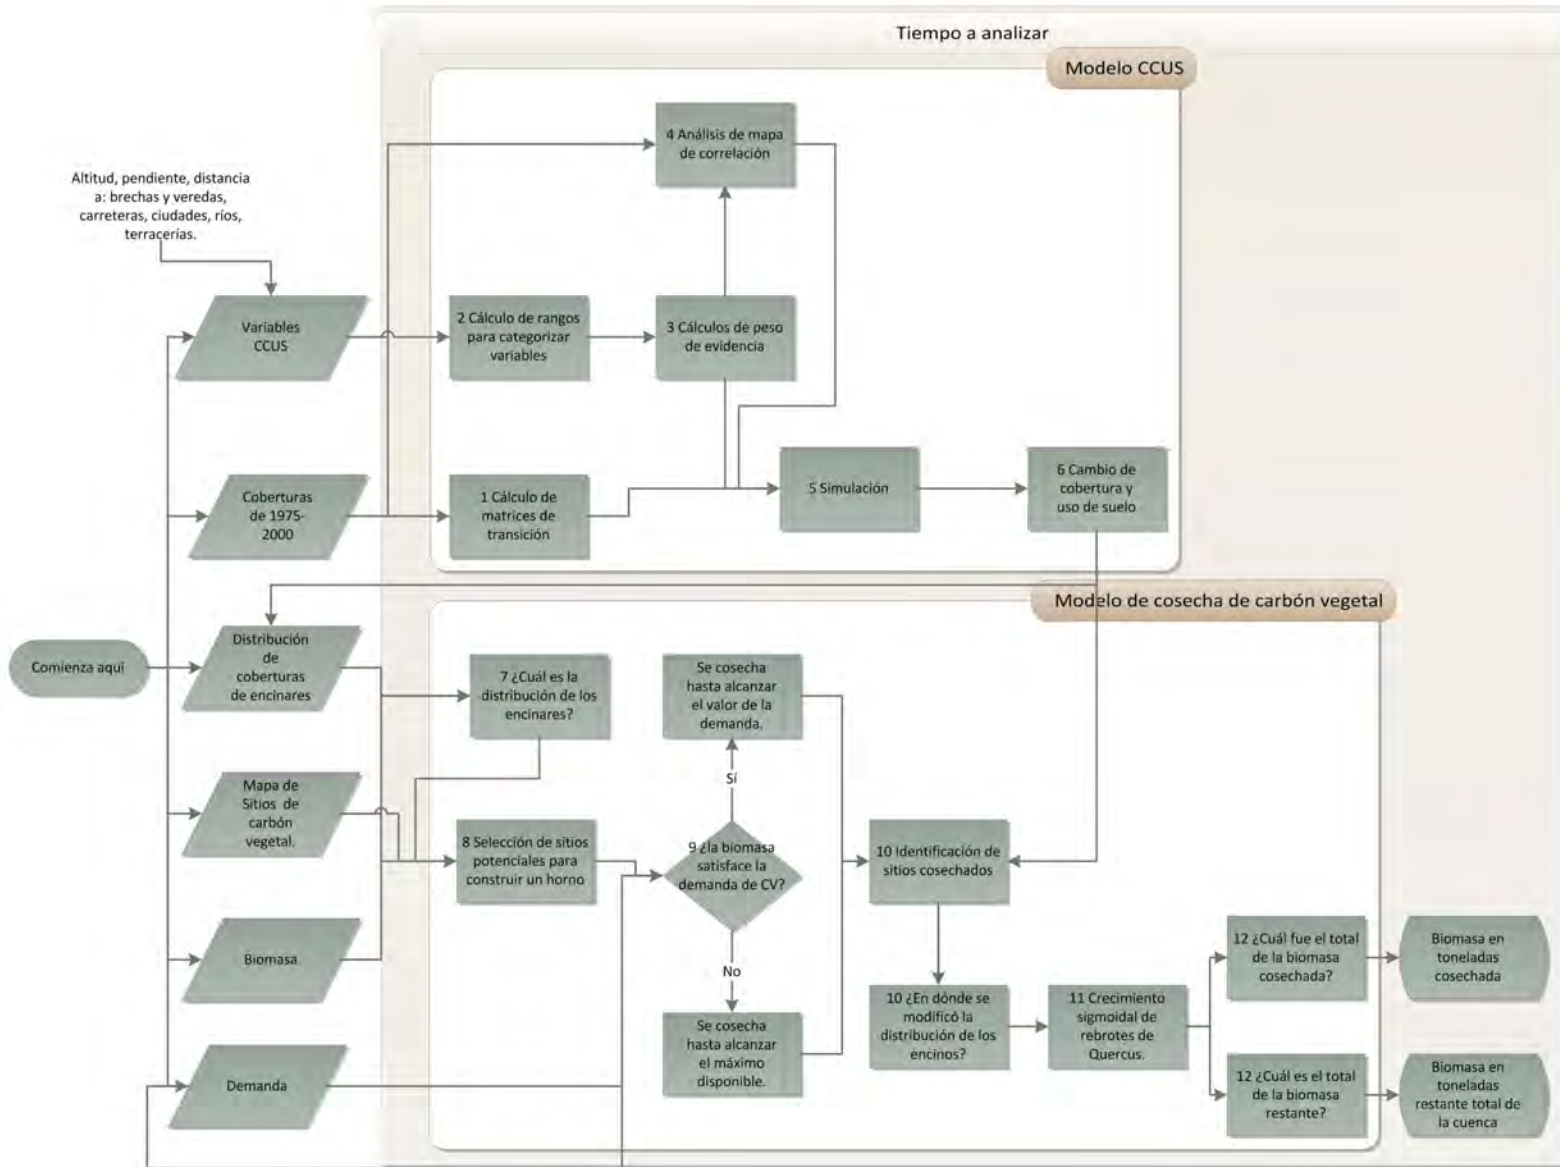 Tiempo a analizar
Modelo CCUS
4 Análisis de mapa
de correlación
Altitud, pendiente, distancia
a: brechas y veredas,
carreteras, ciudades, ríos,
terracerías.
Variables
CCUS
2 Cálculo de rangos
para categorizar
variables
3 Cálculos de peso
de evidencia
Coberturas
de 1975-
2000
1 Cálculo de
matrices de
transición
5 Simulación
6 Cambio de
cobertura y
uso de suelo
Modelo de cosecha de carbón vegetal
Comienza aquí
Distribución
de
coberturas
de encinares
7 ¿Cuál es la
distribución de los
encinares?
Se cosecha
hasta alcanzar
el valor de la
demanda.
Sí
Mapa de
Sitios de
carbón
vegetal.
8 Selección de sitios
potenciales para
construir un horno
9 ¿la biomasa
satisface la
demanda de CV?
10 Identificación de
sitios cosechados
No
Biomasa
Se cosecha
hasta alcanzar
el máximo
disponible.
10 ¿En dónde se
modificó la
distribución de los
encinos?
11 Crecimiento
sigmoidal de
rebrotes de
Quercus.
12 ¿Cuál fue el total
de la biomasa
cosechada?
Biomasa en
toneladas
cosechada
Demanda
12 ¿Cuál es el total
de la biomasa
restante?
Biomasa en
toneladas
restante total de
la cuenca